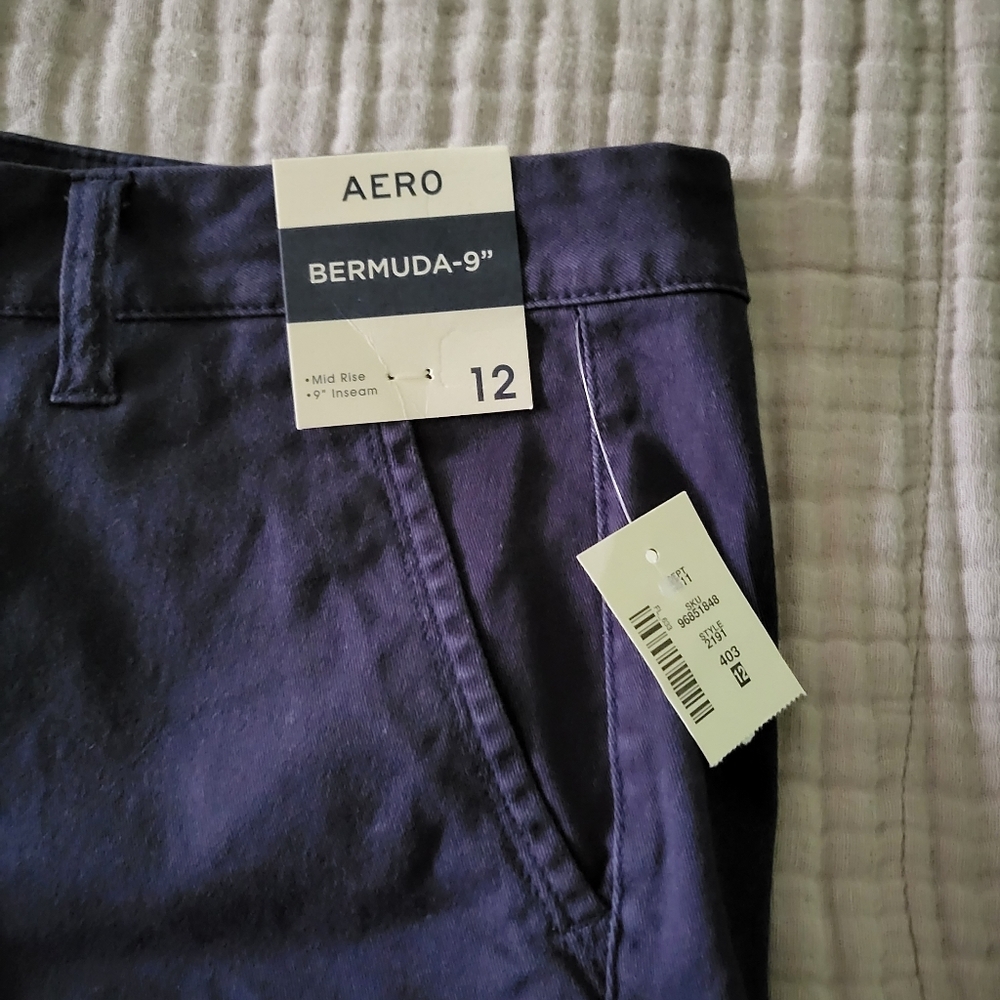 AERO
BERMUDA-9"
•Mid Rise
•9" Inseam
12
SKU
96851848
STYLE
2191
403
12